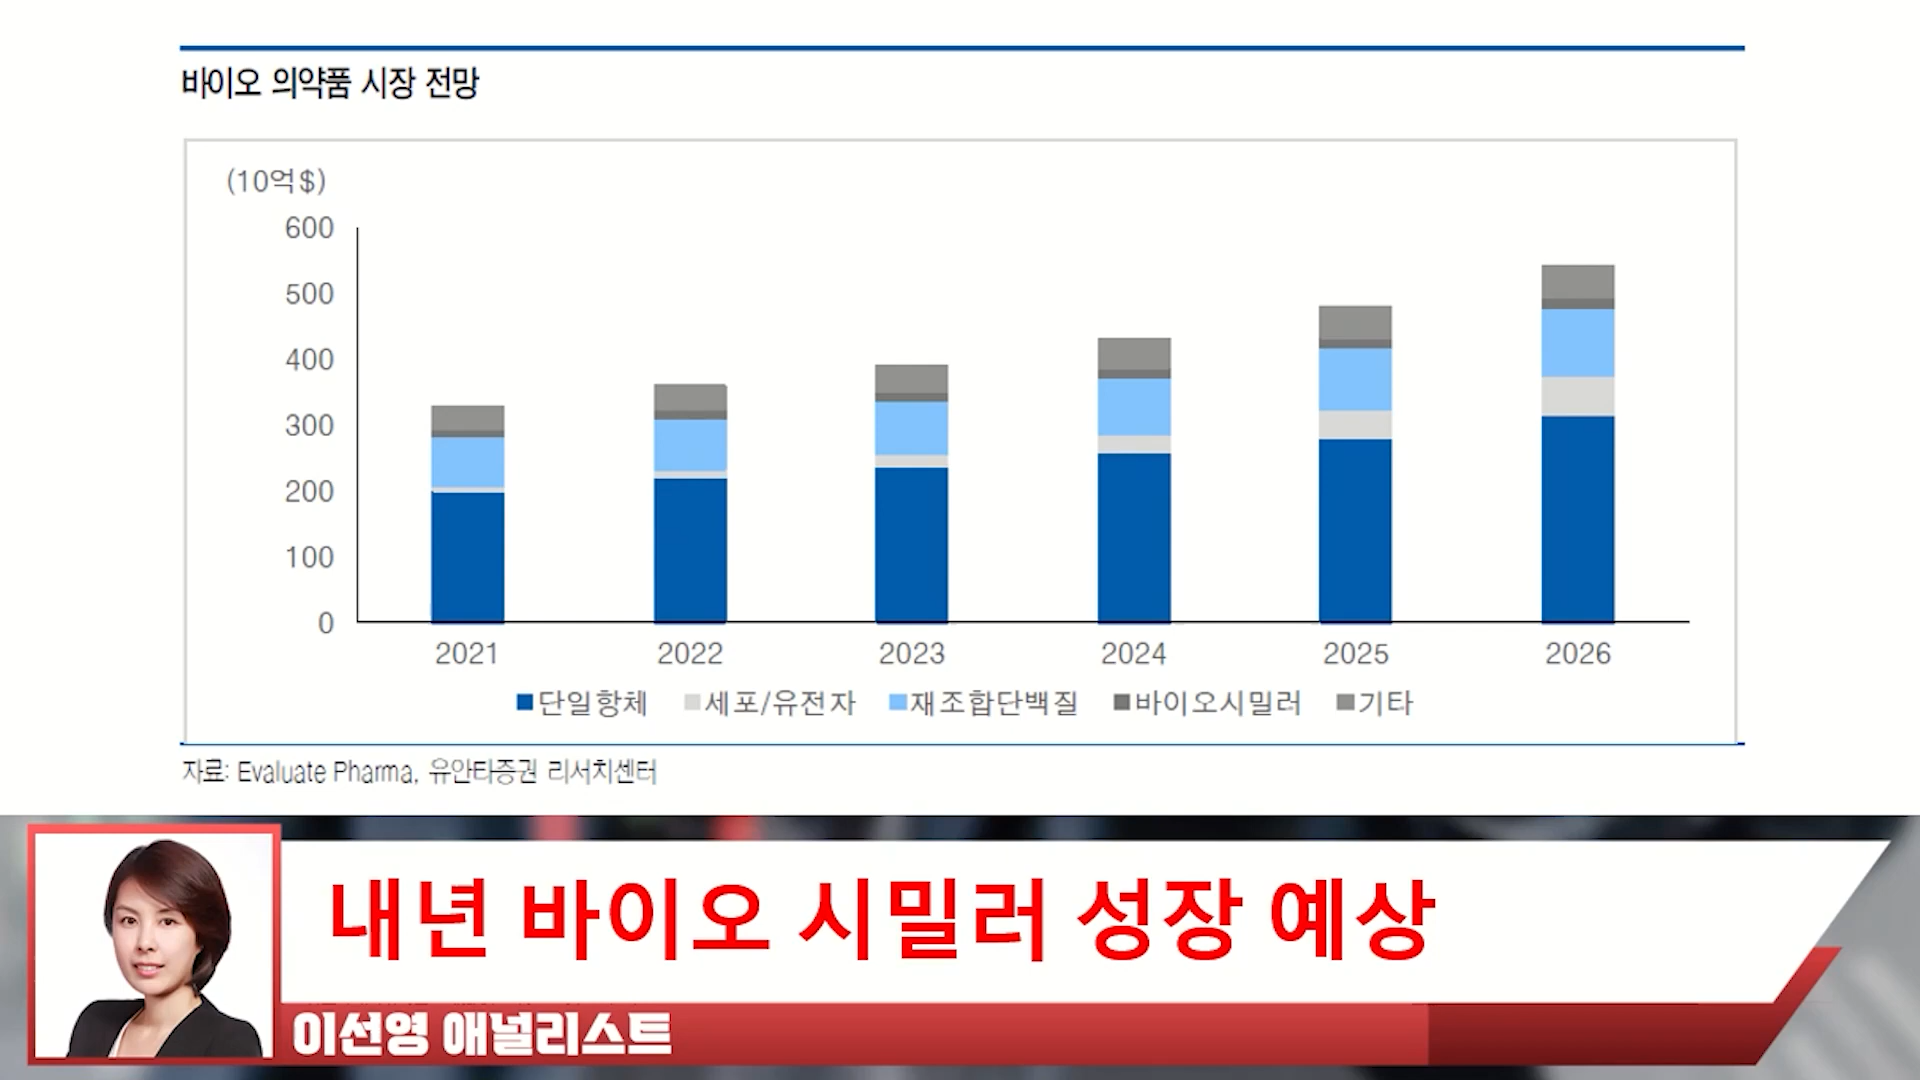 바이오 의약품 시장 전망
(10억$)
600
500
400
300
200
100
0
2021 2022 2023 2024 2025 2026
단일항체 세포/유전자 재조합단백질 바이오시밀러 기타
자료: Evaluate Pharma, 유안타증권 리서치센터
내년 바이오 시밀러 성장 예상
이선영 애널리스트